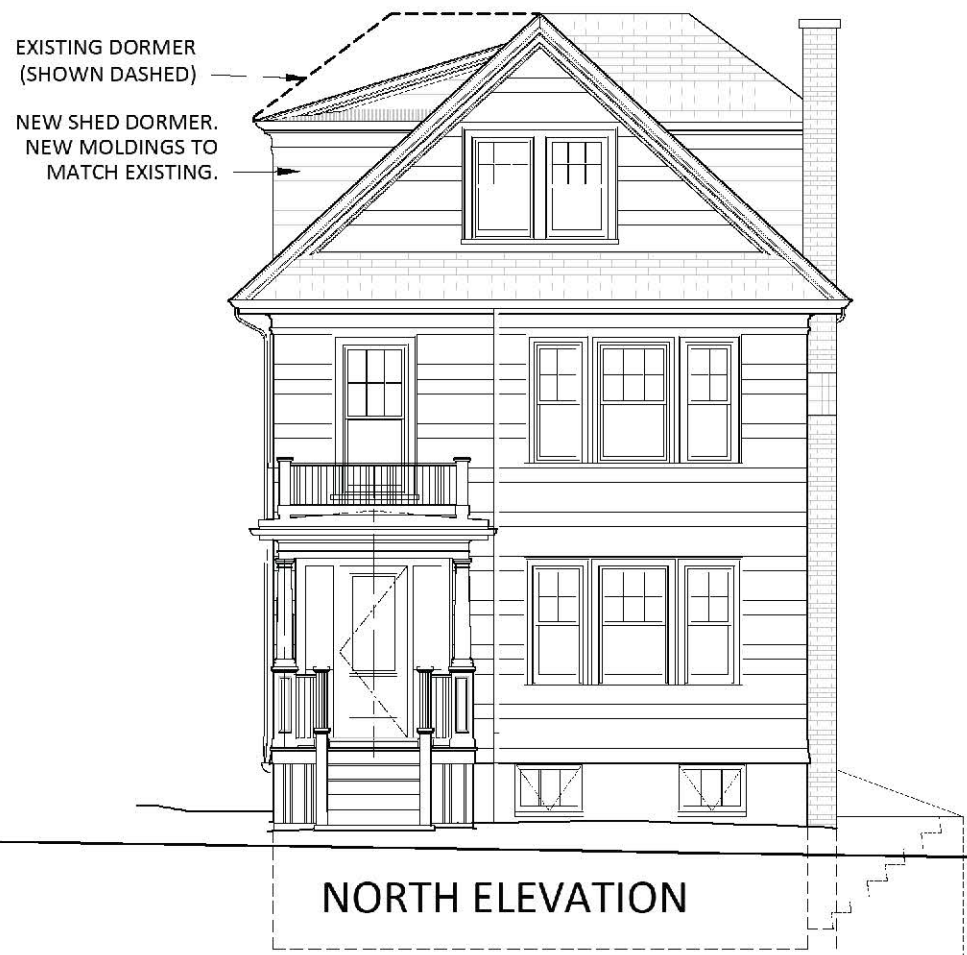 EXISTING DORMER
(SHOWN DASHED)
NEW SHED DORMER.
NEW MOLDINGS TO
MATCH EXISTING.
NORTH ELEVATION